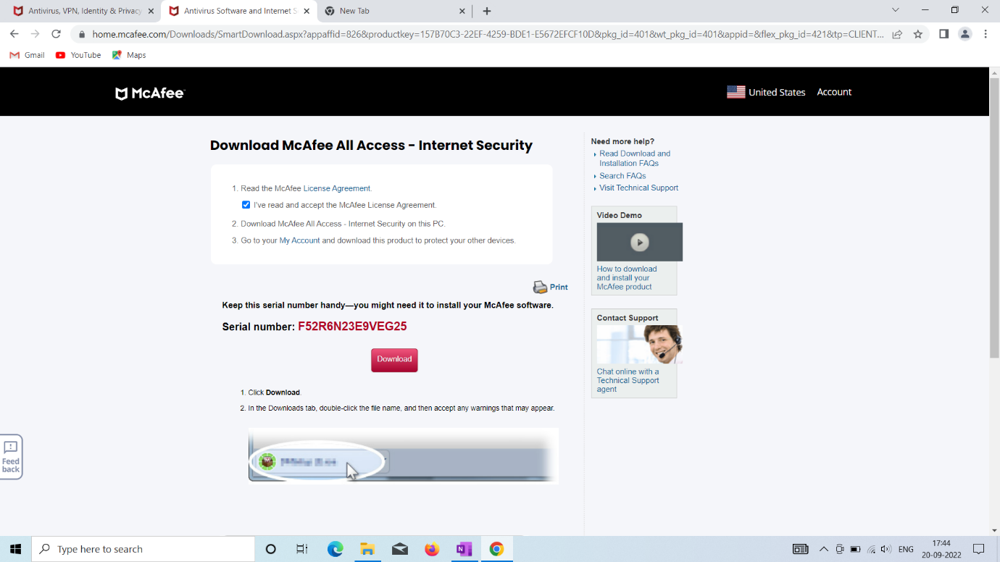 Antivirus, VPN, Identity & Privacy
Antivirus Software and Internet S
New Tab
home.mcafee.com/Downloads/SmartDownload.aspx?appaffid=826&productkey=157B70C3-22EF-4259-BDE1-E5672EFCF10D&pkg_id=401&wt_pkg_id=401&appid=&flex_pkg_id=421&tp=CLIENT...
Gmail
YouTube
Maps
McAfee
United States
Account
Download McAfee All Access - Internet Security
1. Read the McAfee License Agreement.
I've read and accept the McAfee License Agreement.
2. Download McAfee All Access - Internet Security on this PC.
3. Go to your My Account and download this product to protect your other devices.
Print
Keep this serial number handy—you might need it to install your McAfee software.
Serial number: F52R6N23E9VEG25
Download
1. Click Download.
2. In the Downloads tab, double-click the file name, and then accept any warnings that may appear.
Need more help?
Read Download and
Installation FAQs
Search FAQs
Visit Technical Support
Video Demo
How to download
and install your
McAfee product
Contact Support
Chat online with a
Technical Support
agent
Feed
back
Type here to search
N
ENG
17:44
20-09-2022